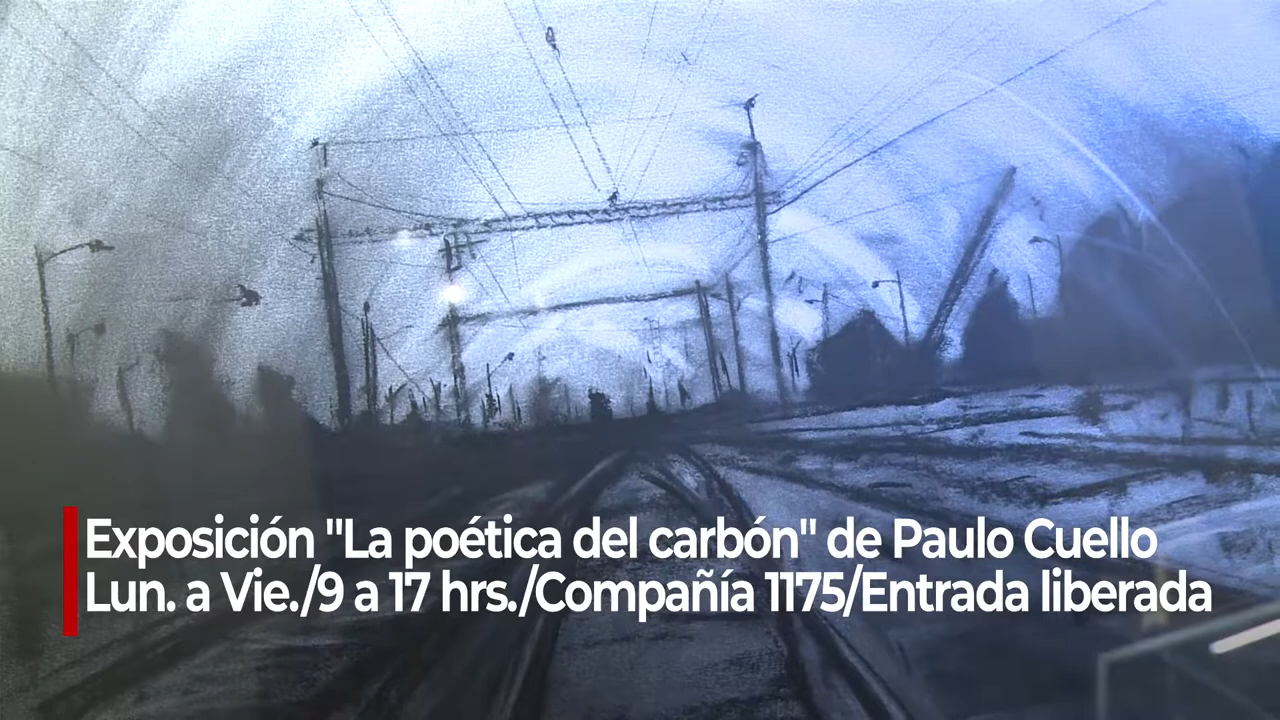 Exposición "La poética del carbón" de Paulo Cuello
Lun. a Vie./9 a 17 hrs./Compañía 1175/Entrada liberada